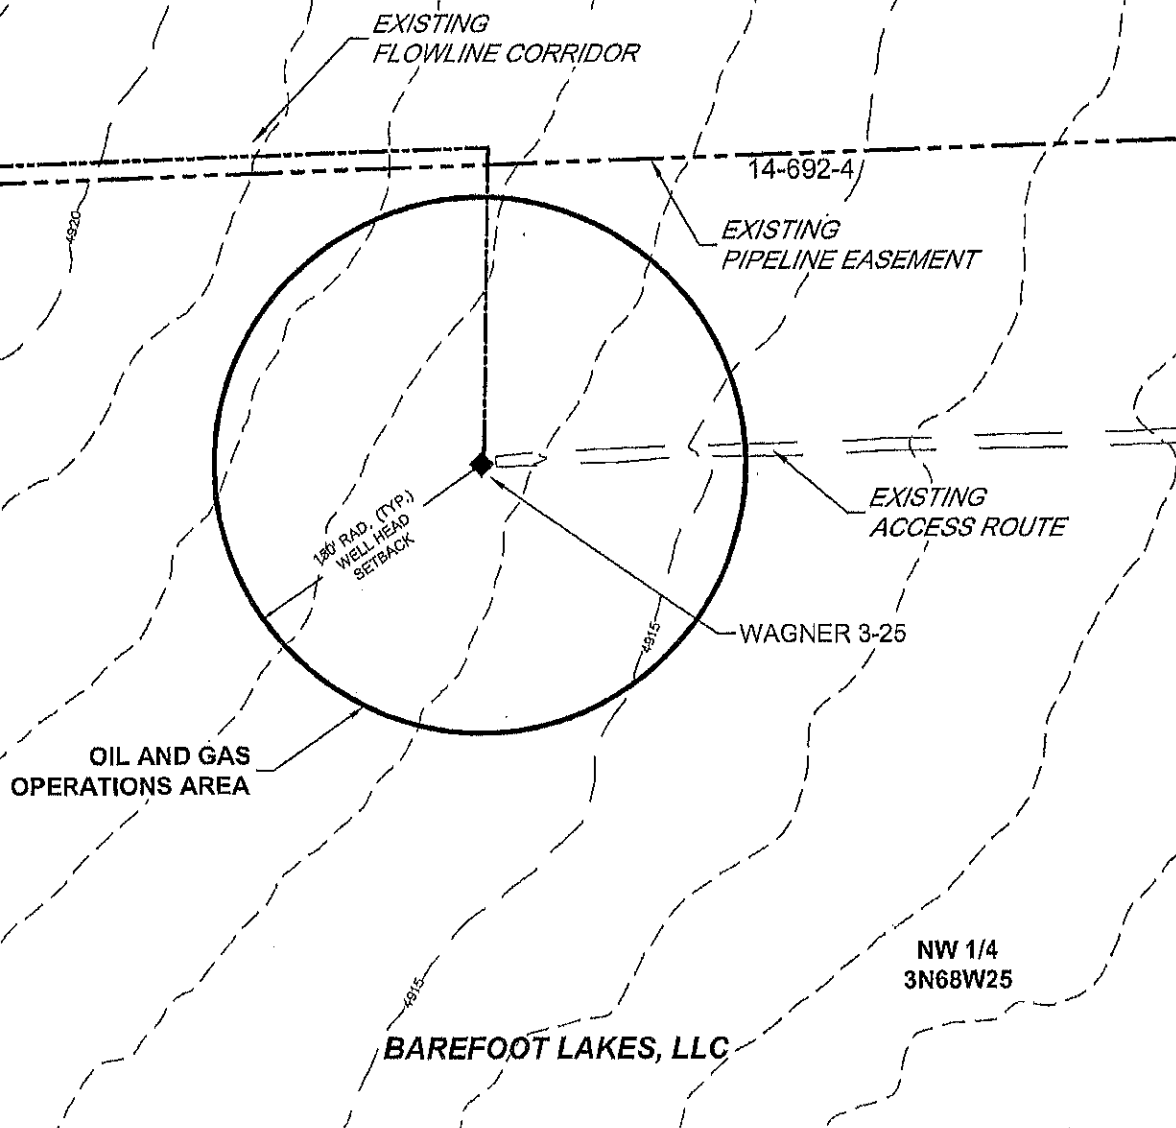 EXISTING
FLOWLINE CORRIDOR
14-692-4
4920
EXISTING
PIPELINE EASEMENT
EXISTING
ACCESS ROUTE
RAD. (TYP.)
WELL HEAD
SETBACK
4915
WAGNER 3-25
OIL AND GAS
OPERATIONS AREA
NW 1/4
3N68W25
4915
BAREFOOT LAKES, LLC